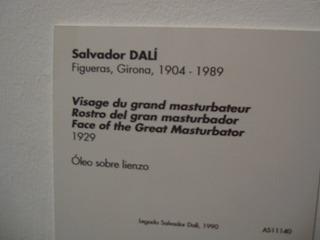 Salvador DALÍ
Figueras, Girona, 1904 - 1989
Visage du grand masturbateur
Rostro del gran masturbador
Face of the Great Masturbator
1929
Óleo sobre lienzo
Legado Salvador Dalí, 1990
AS11140